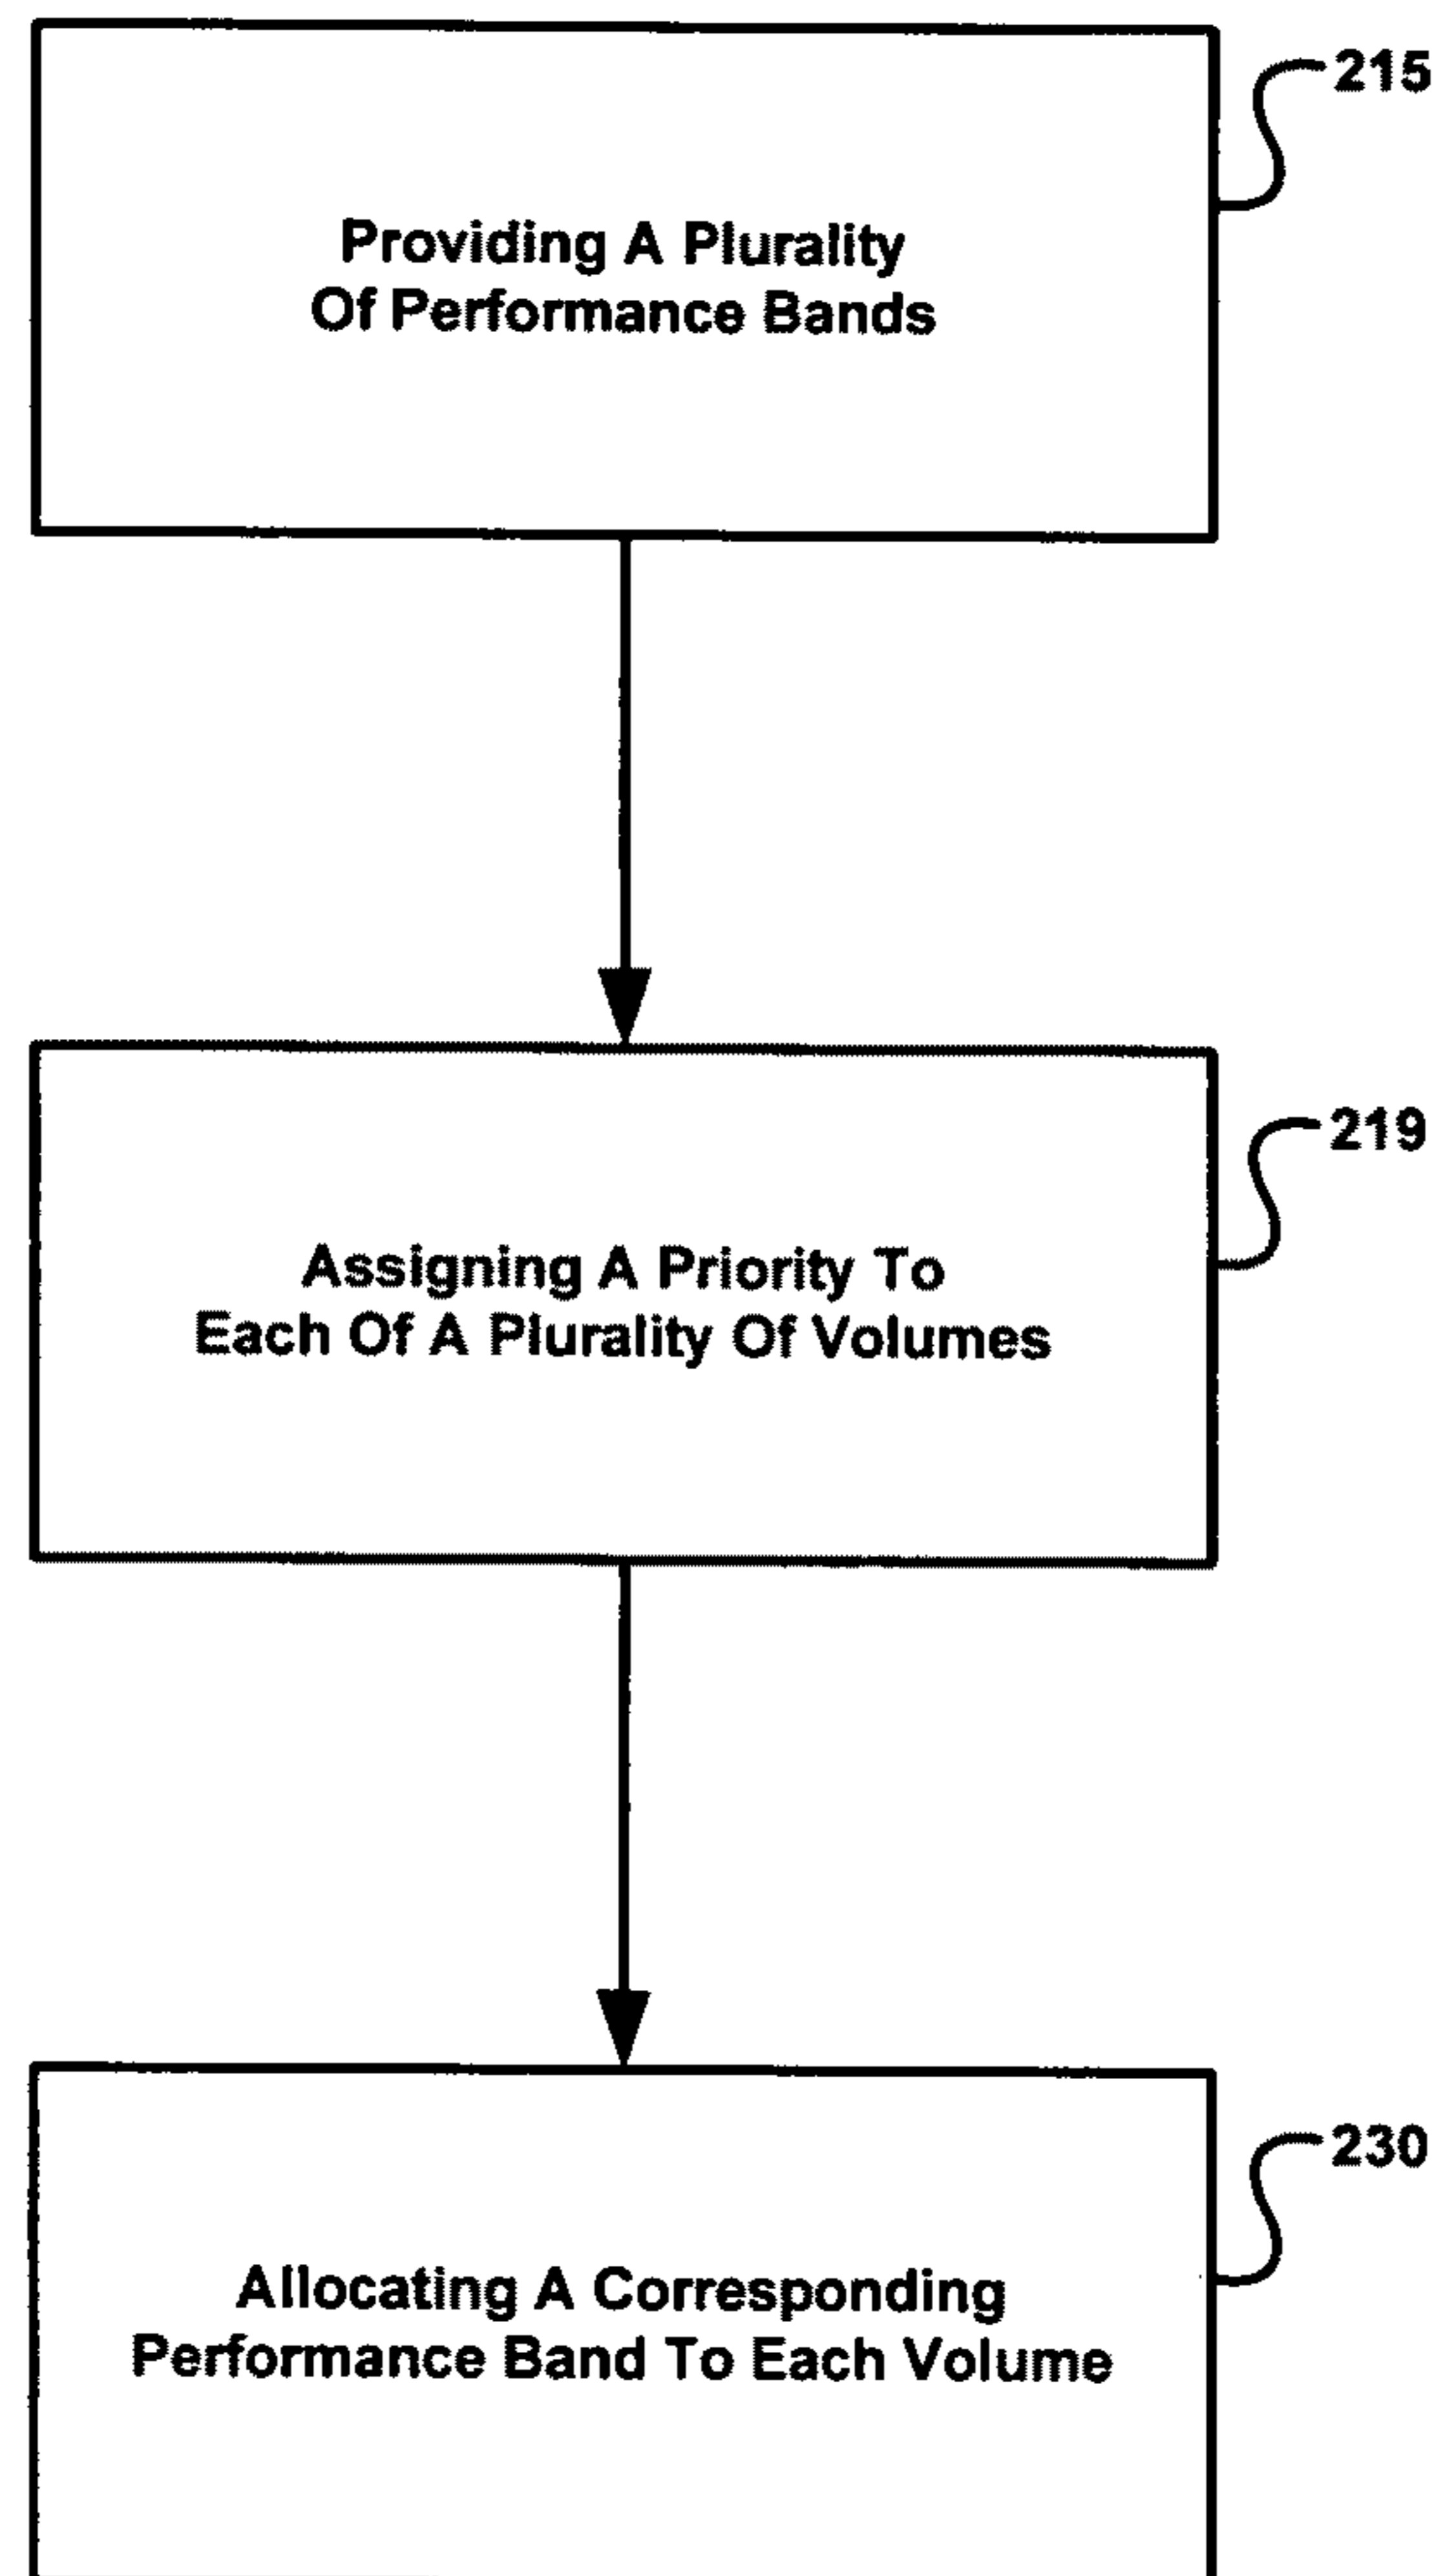 215
Providing A Plurality
Of Performance Bands
219
Assigning A Priority To
Each Of A Plurality Of Volumes
230
Allocating A Corresponding
Performance Band To Each Volume